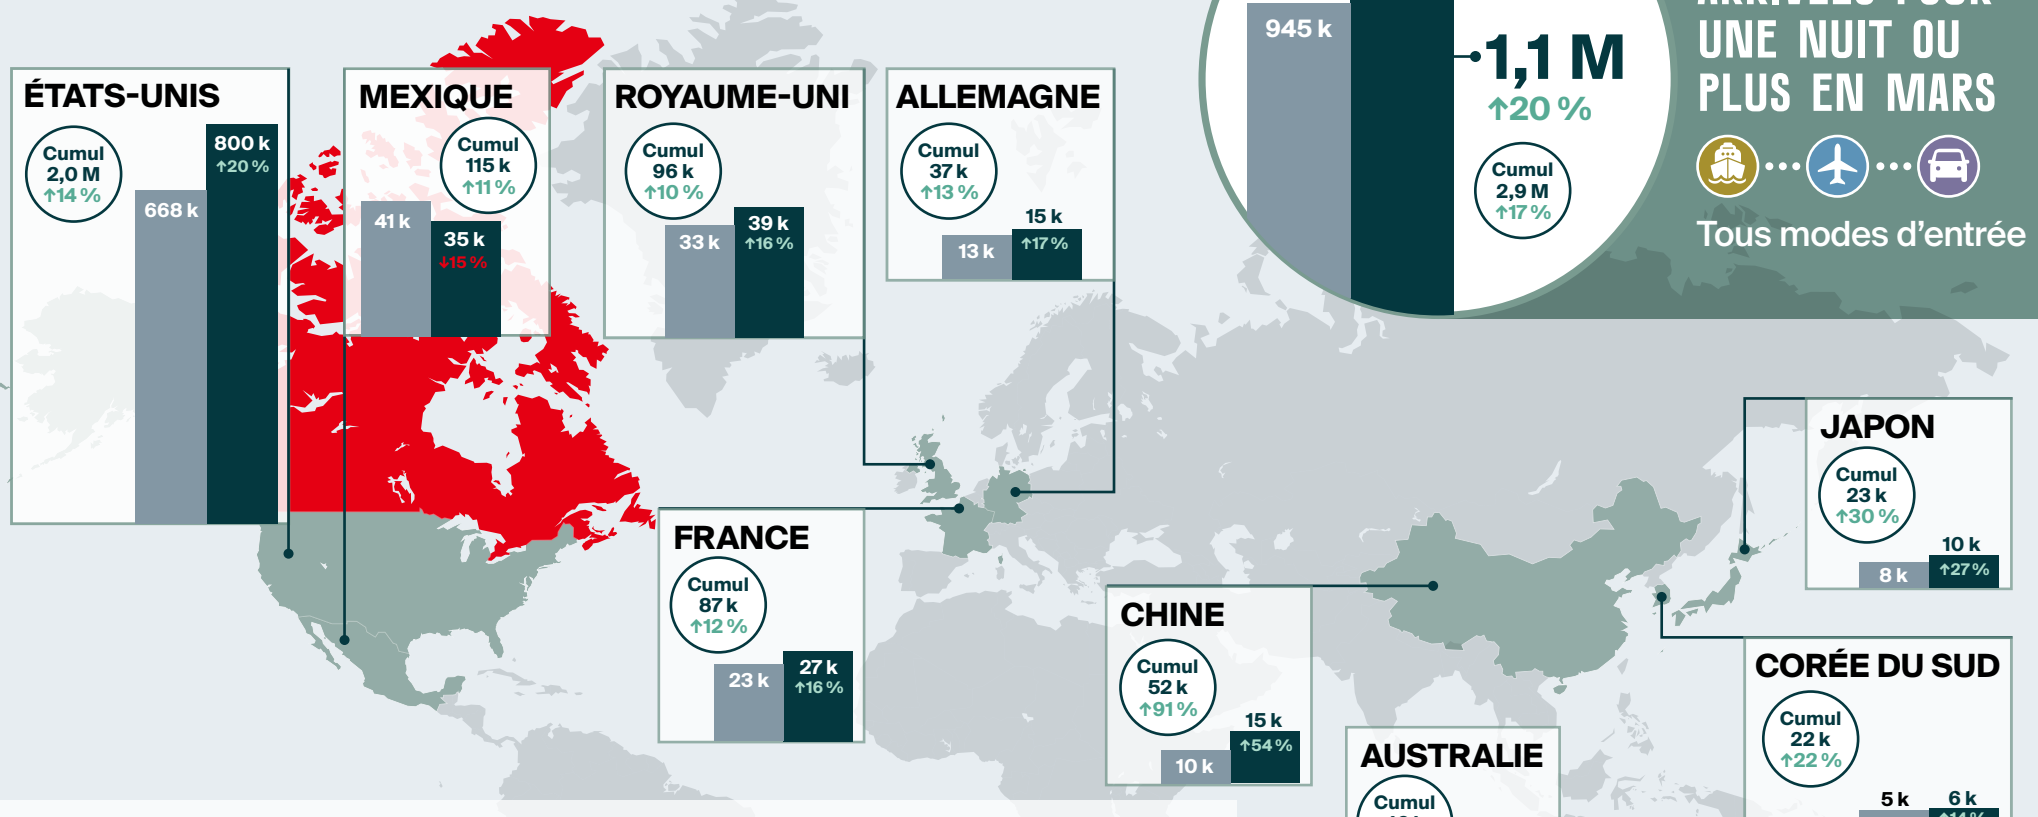 ÉTATS-UNIS
Cumul
2,0 M
↑14 %
668 k
800 k
↑20 %
MEXIQUE
Cumul
115 k
↑11 %
41 k
35 k
↓15 %
ROYAUME-UNI
Cumul
96 k
↑10 %
33 k
39 k
↑16 %
ALLEMAGNE
Cumul
37 k
↑13 %
13 k
15 k
↑17 %
945 k
1,1 M
↑20 %
Cumul
2,9 M
↑17 %
ARRIVÉES POUR
UNE NUIT OU
PLUS EN MARS
Tous modes d'entrée
FRANCE
Cumul
87 k
↑12 %
23 k
27 k
↑16 %
CHINE
Cumul
52 k
↑91 %
10 k
15 k
↑54 %
JAPON
Cumul
23 k
↑30 %
8 k
10 k
↑27 %
CORÉE DU SUD
Cumul
22 k
↑22 %
5 k
6 k
AUSTRALIE
Cumul